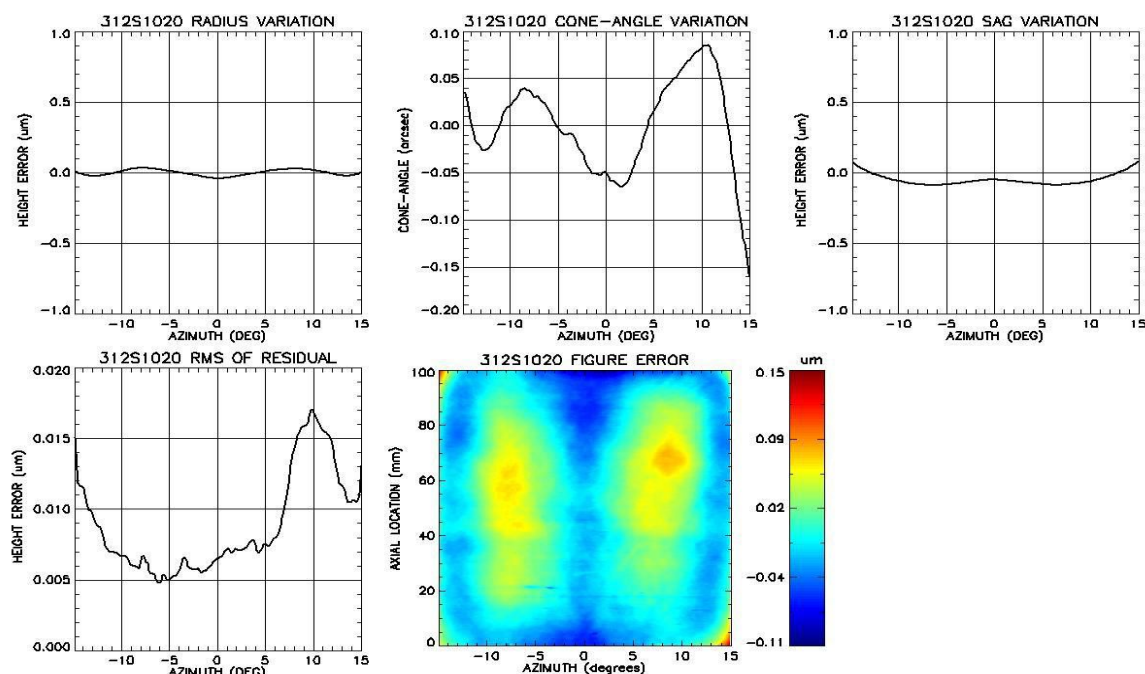 312S1020 RADIUS VARIATION
HEIGHT ERROR (um)
1.0
0.5
0.0
-0.5
-1.0
-10 -5 0 5 10 15
AZIMUTH (DEG)
312S1020 CONE-ANGLE VARIATION
CONE-ANGLE (arcsec)
0.10
0.05
0.00
-0.05
-0.10
-0.15
-0.20
-10 -5 0 5 10 15
AZIMUTH (DEG)
312S1020 SAG VARIATION
HEIGHT ERROR (um)
1.0
0.5
0.0
-0.5
-1.0
-10 -5 0 5 10 15
AZIMUTH (DEG)
312S1020 RMS OF RESIDUAL
HEIGHT ERROR (um)
0.020
0.015
0.010
0.005
0.000
-10 -5 0 5 10 15
AZIMUTH (DEG)
312S1020 FIGURE ERROR
AXIAL LOCATION (mm)
100
80
60
40
20
0
-10 -5 0 5 10 15
AZIMUTH (degrees)
um
0.15
0.09
0.02
-0.04
-0.11